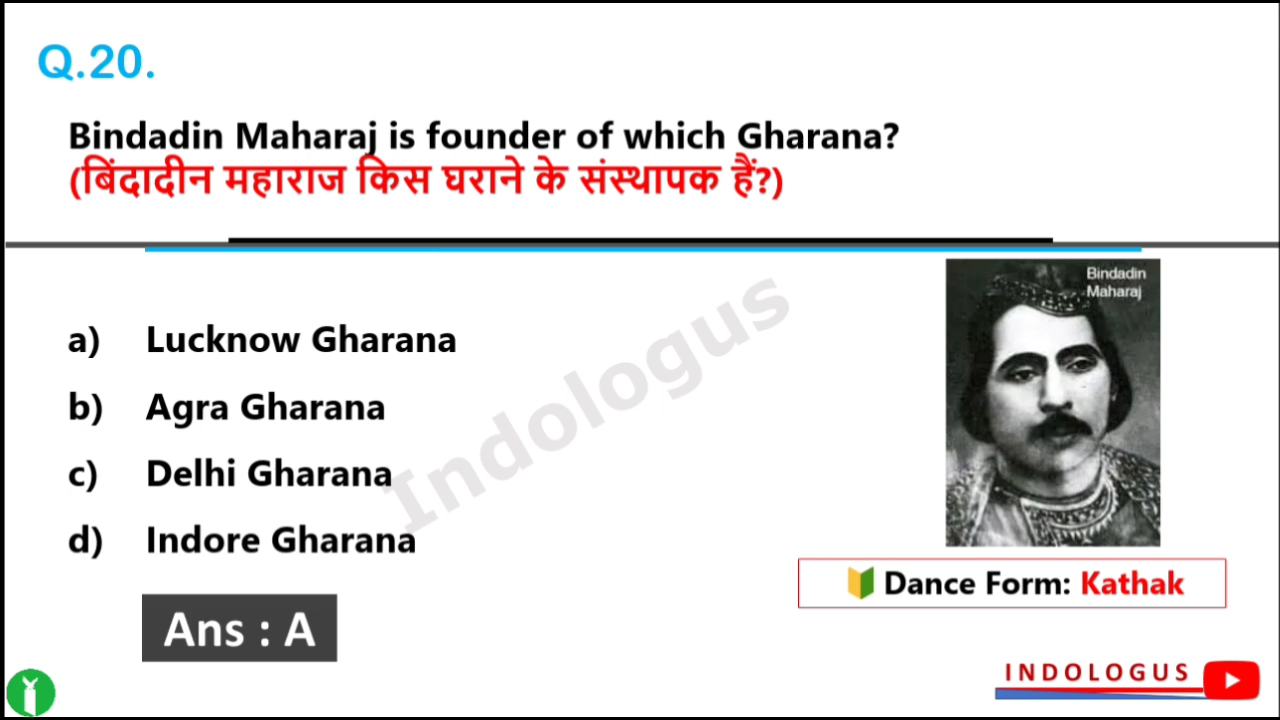 Q.20.
Bindadin Maharaj is founder of which Gharana?
(बिंदादीन महाराज किस घराने के संस्थापक हैं?)
Bindadin
Maharaj
a) Lucknow Gharana
b) Agra Gharana
c) Delhi Gharana
d) Indore Gharana
Indologus
Dance Form: Kathak
Ans : A
INDOLOGUS